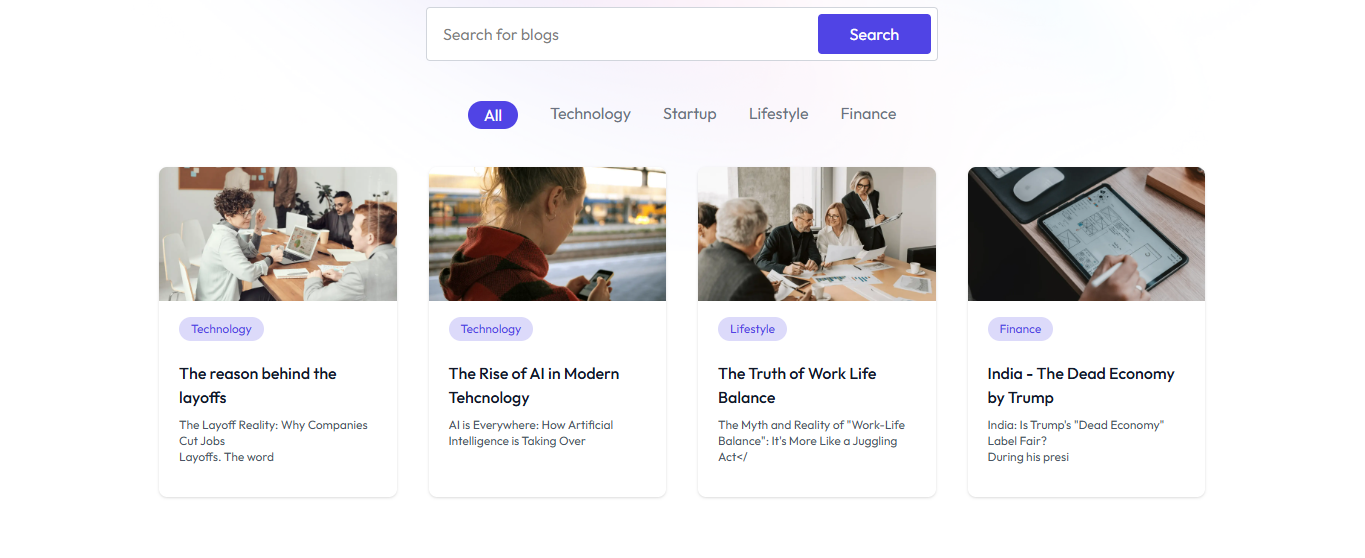 Search for blogs
Search
All
Technology
Startup
Lifestyle
Finance
Technology
The reason behind the
layoffs
The Layoff Reality: Why Companies
Cut Jobs
Layoffs. The word
Technology
The Rise of AI in Modern
Tehcnology
AI is Everywhere: How Artificial
Intelligence is Taking Over
Lifestyle
The Truth of Work Life
Balance
The Myth and Reality of "Work-Life
Balance": It's More Like a Juggling
Act</
Finance
India - The Dead Economy
by Trump
India: Is Trump's "Dead Economy"
Label Fair?
During his presi